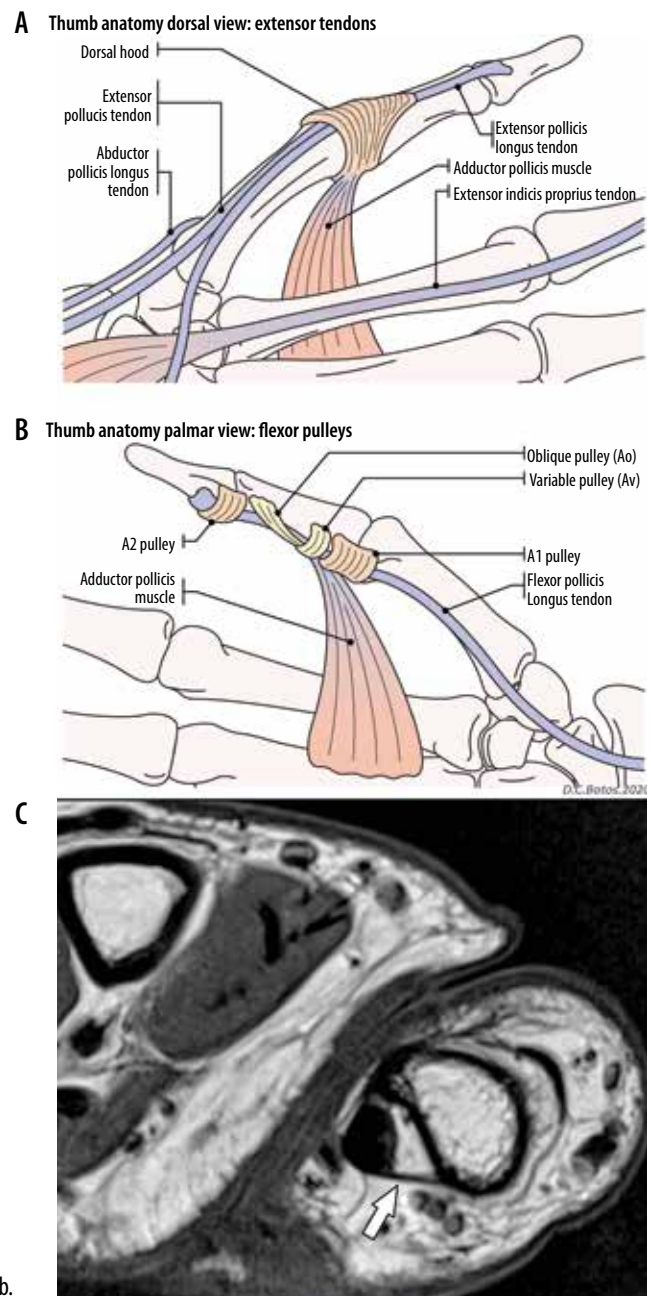 A Thumb anatomy dorsal view: extensor tendons
Dorsal hood
Extensor
pollucis tendon
Abductor
pollicis longus
tendon
Extensor pollicis
longus tendon
Adductor pollicis muscle
Extensor indicis proprius tendon
B Thumb anatomy palmar view: flexor pulleys
Oblique pulley (Ao)
Variable pulley (Av)
A2 pulley
A1 pulley
Adductor pollicis
muscle
Flexor pollicis
Longus tendon
D.C.Botos.2020
C
b.